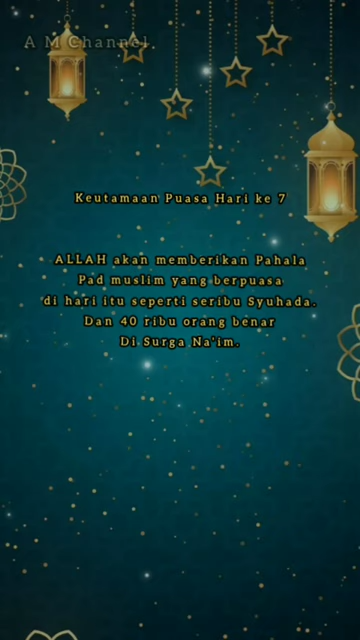 A M Channel.
Keutamaan Puasa Hari ke 7
ALLAH akan memberikan Pahala
Pad muslim yang berpuasa
di hari itu seperti seribu Syuhada.
Dan 40 ribu orang benar
Di Surga Na'im.